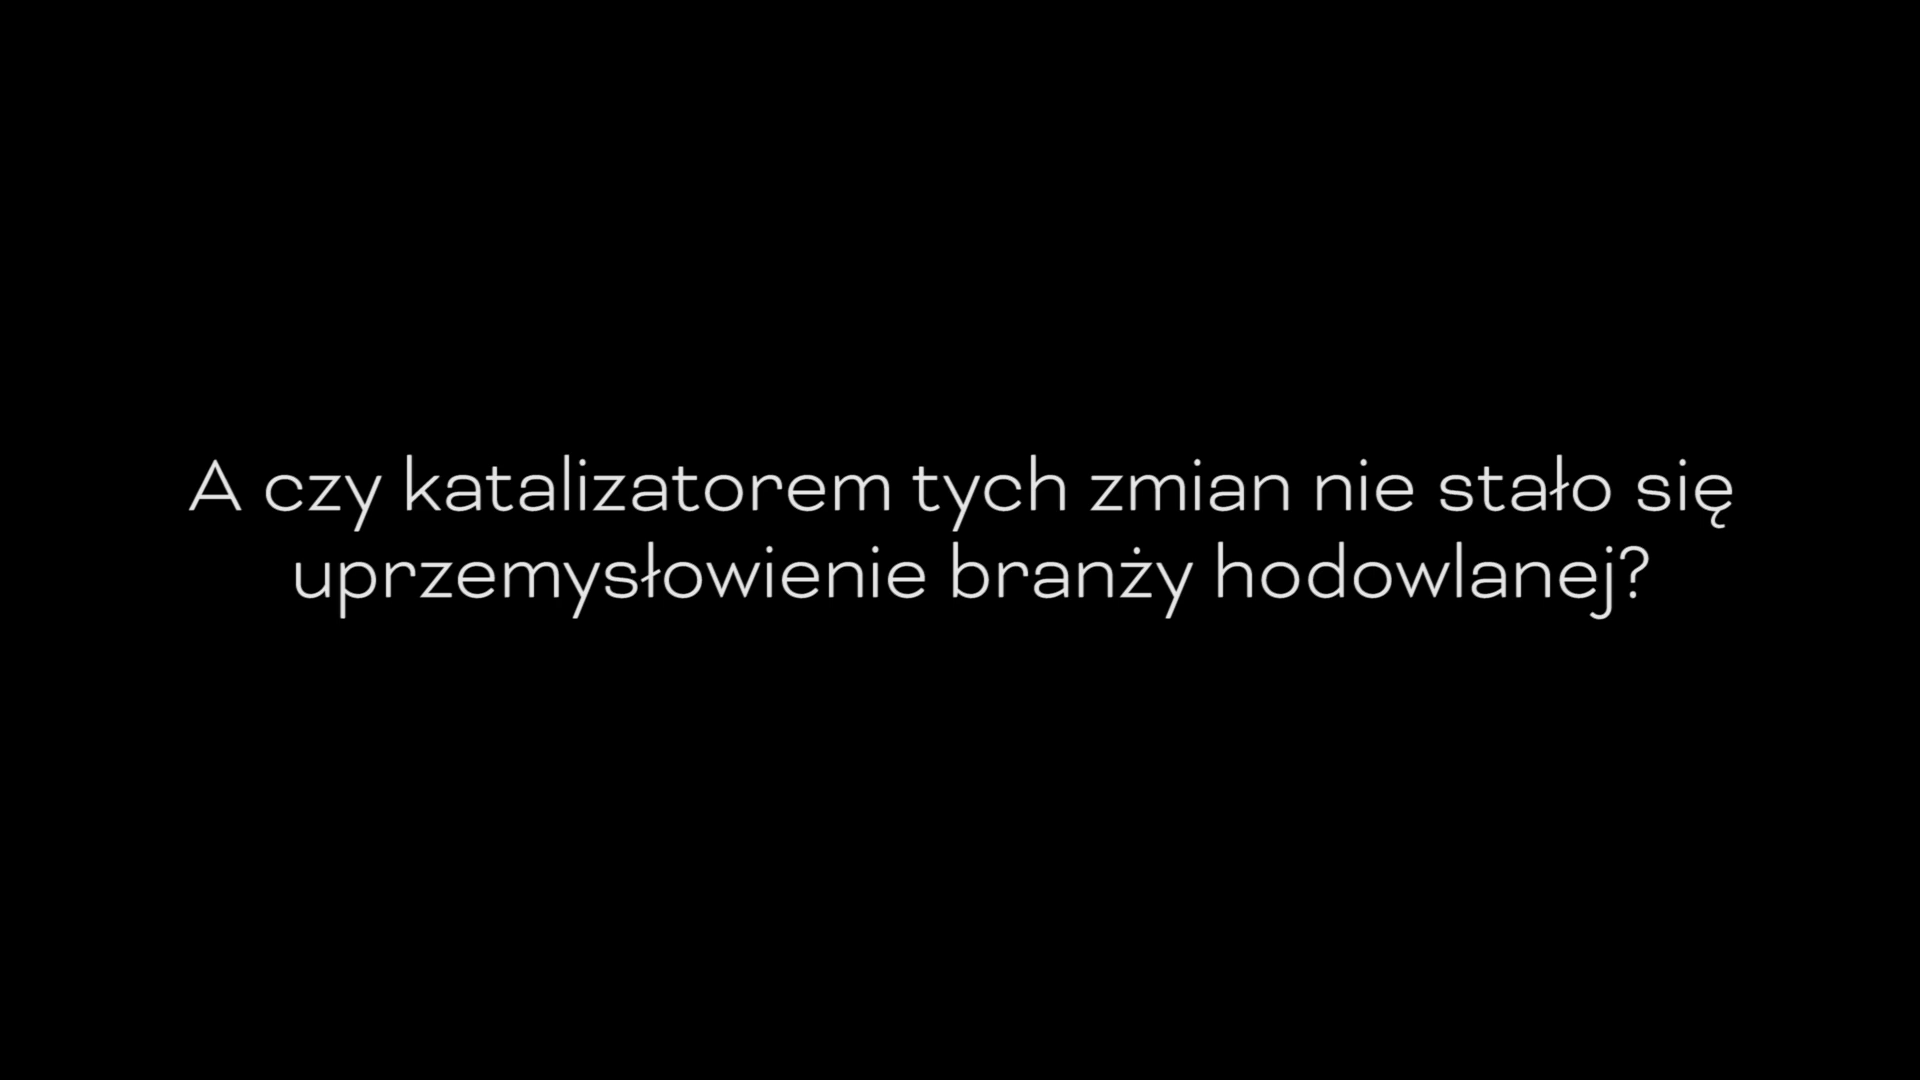 A czy katalizatorem tych zmian nie stało się
uprzemysłowienie branży hodowlanej?